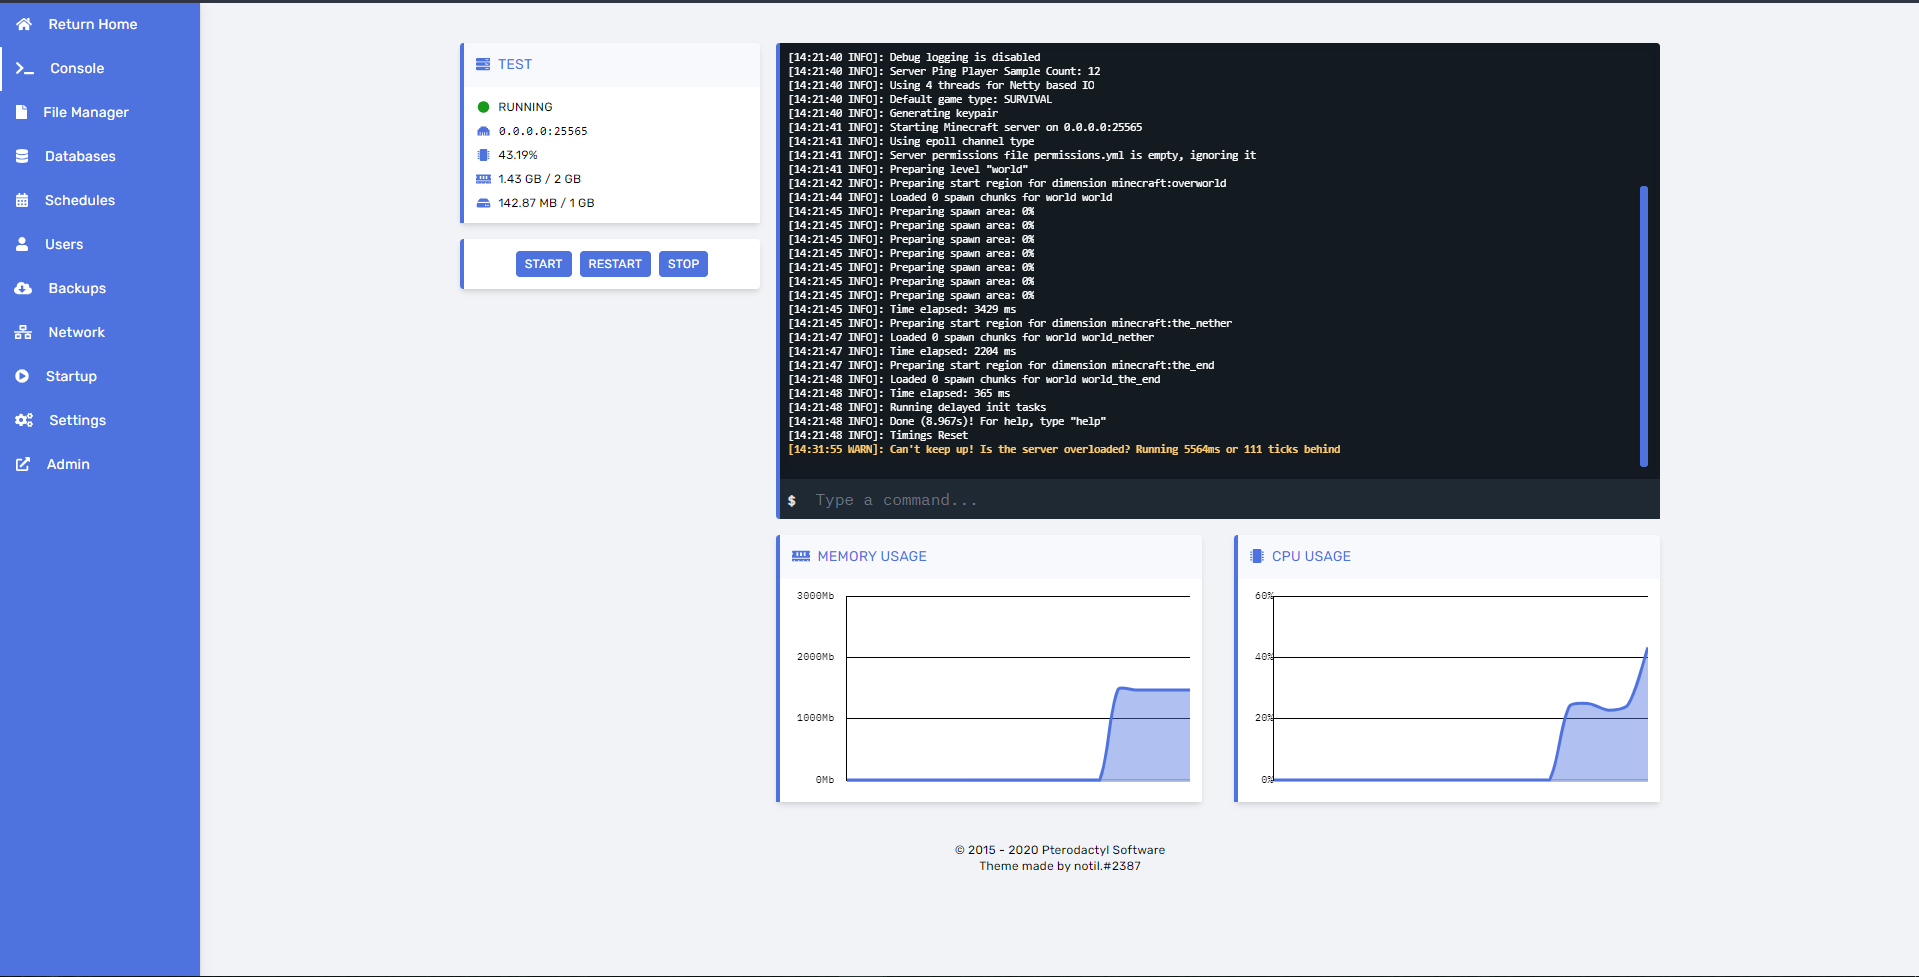 Return Home
Console
File Manager
Databases
Schedules
Users
Backups
Network
Startup
Settings
Admin
TEST
RUNNING
0.0.0.0:25565
43.19%
1.43 GB / 2 GB
142.87 MB / 1 GB
START RESTART STOP
[14:21:40 INFO]: Debug logging is disabled
[14:21:40 INFO]: Server Ping Player Sample Count: 12
[14:21:40 INFO]: Using 4 threads for Netty based IO
[14:21:40 INFO]: Default game type: SURVIVAL
[14:21:40 INFO]: Generating keypair
[14:21:41 INFO]: Starting Minecraft server on 0.0.0.0:25565
[14:21:41 INFO]: Using epoll channel type
[14:21:41 INFO]: Server permissions file permissions.yml is empty, ignoring it
[14:21:41 INFO]: Preparing level "world"
[14:21:42 INFO]: Preparing start region for dimension minecraft:overworld
[14:21:44 INFO]: Loaded 0 spawn chunks for world world
[14:21:45 INFO]: Preparing spawn area: 0%
[14:21:45 INFO]: Preparing spawn area: 0%
[14:21:45 INFO]: Preparing spawn area: 0%
[14:21:45 INFO]: Preparing spawn area: 0%
[14:21:45 INFO]: Preparing spawn area: 0%
[14:21:45 INFO]: Preparing spawn area: 0%
[14:21:45 INFO]: Preparing spawn area: 0%
[14:21:45 INFO]: Time elapsed: 3429 ms
[14:21:45 INFO]: Preparing start region for dimension minecraft:the_nether
[14:21:47 INFO]: Loaded 0 spawn chunks for world world_nether
[14:21:47 INFO]: Time elapsed: 2204 ms
[14:21:47 INFO]: Preparing start region for dimension minecraft:the_end
[14:21:48 INFO]: Loaded 0 spawn chunks for world world_the_end
[14:21:48 INFO]: Time elapsed: 365 ms
[14:21:48 INFO]: Running delayed init tasks
[14:21:48 INFO]: Done (8.967s)! For help, type "help"
[14:21:48 INFO]: Timings Reset
[14:31:55 WARN]: Can't keep up! Is the server overloaded? Running 5564ms or 111 ticks behind
$ Type a command...
MEMORY USAGE
3000Mb
2000Mb
1000Mb
0Mb
CPU USAGE
60%
40%
20%
0%
© 2015 - 2020 Pterodactyl Software
Theme made by notil.#2387